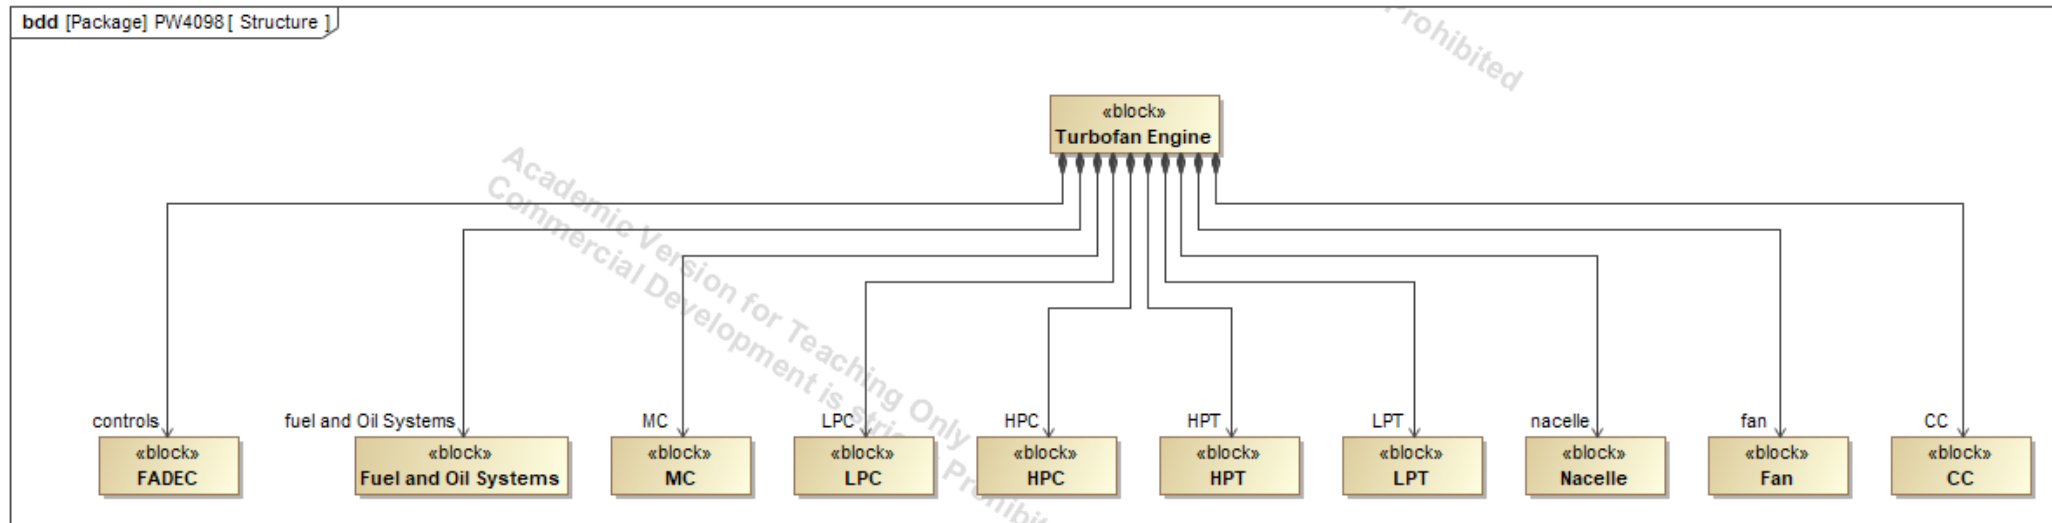 bdd [Package] PW4098 [ Structure ]
Prohibited
«block»
Turbofan Engine
Academic Version for Teaching Only
Commercial Development is strictly Prohibited
controls
fuel and Oil Systems
MC
LPC
HPC
HPT
LPT
nacelle
fan
CC
«block»
FADEC
«block»
Fuel and Oil Systems
«block»
MC
«block»
LPC
«block»
HPC
«block»
HPT
«block»
LPT
«block»
Nacelle
«block»
Fan
«block»
CC